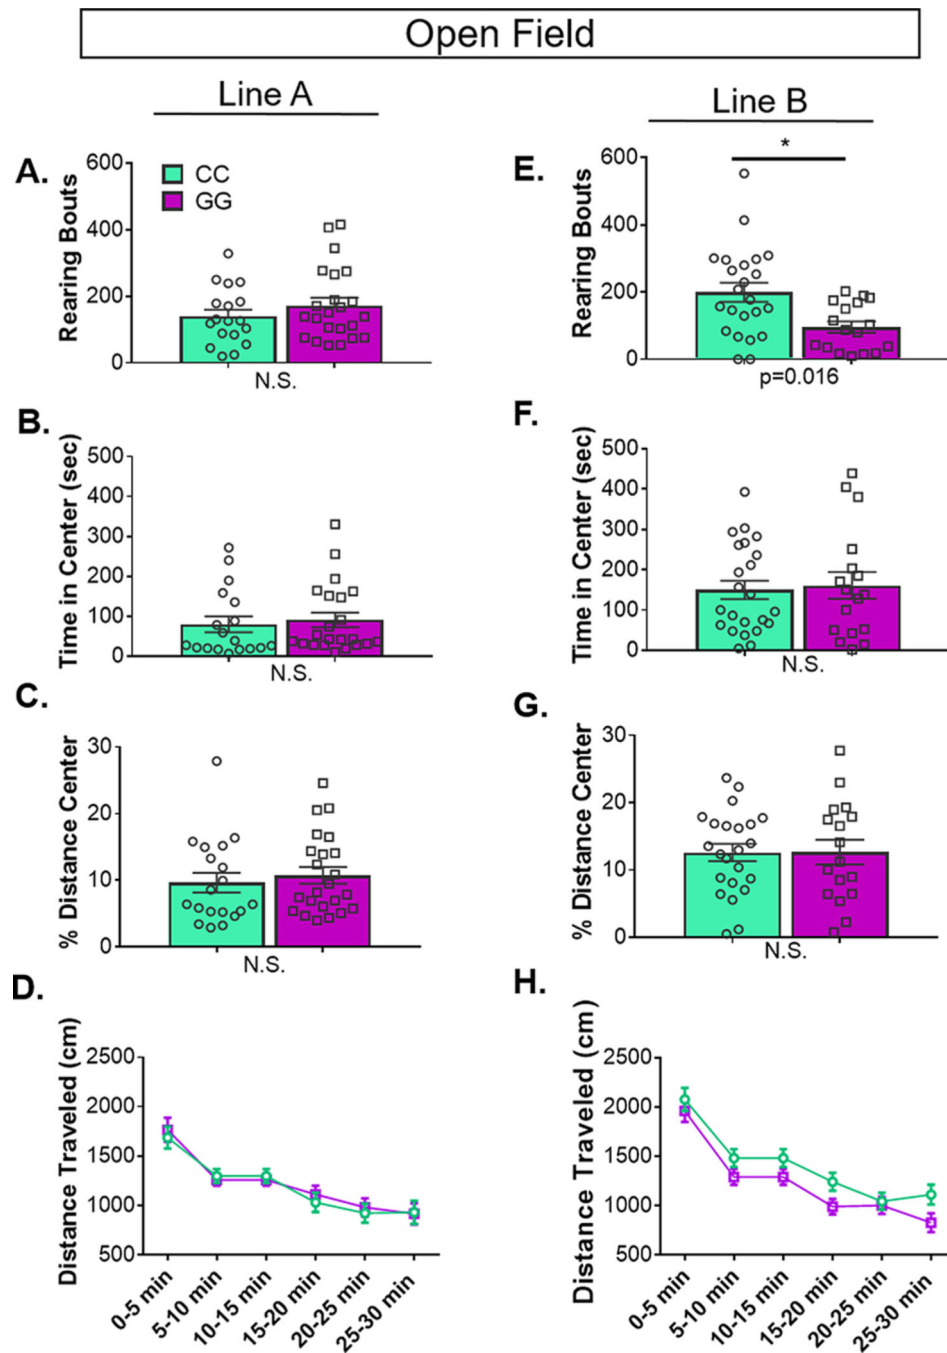 Open Field
Line A
Line B
A.
Rearing Bouts
600
400
200
0
CC
GG
N.S.
E.
Rearing Bouts
600
400
200
0
*
p=0.016
B.
Time in Center (sec)
500
400
300
200
100
0
N.S.
F.
Time in Center (sec)
500
400
300
200
100
0
N.S.
C.
% Distance Center
30
20
10
0
N.S.
G.
% Distance Center
30
20
10
0
N.S.
D.
Distance Traveled (cm)
2500
2000
1500
1000
500
0-5 min
5-10 min
10-15 min
15-20 min
20-25 min
25-30 min
H.
Distance Traveled (cm)
2500
2000
1500
1000
500
0-5 min
5-10 min
10-15 min
15-20 min
20-25 min
25-30 min